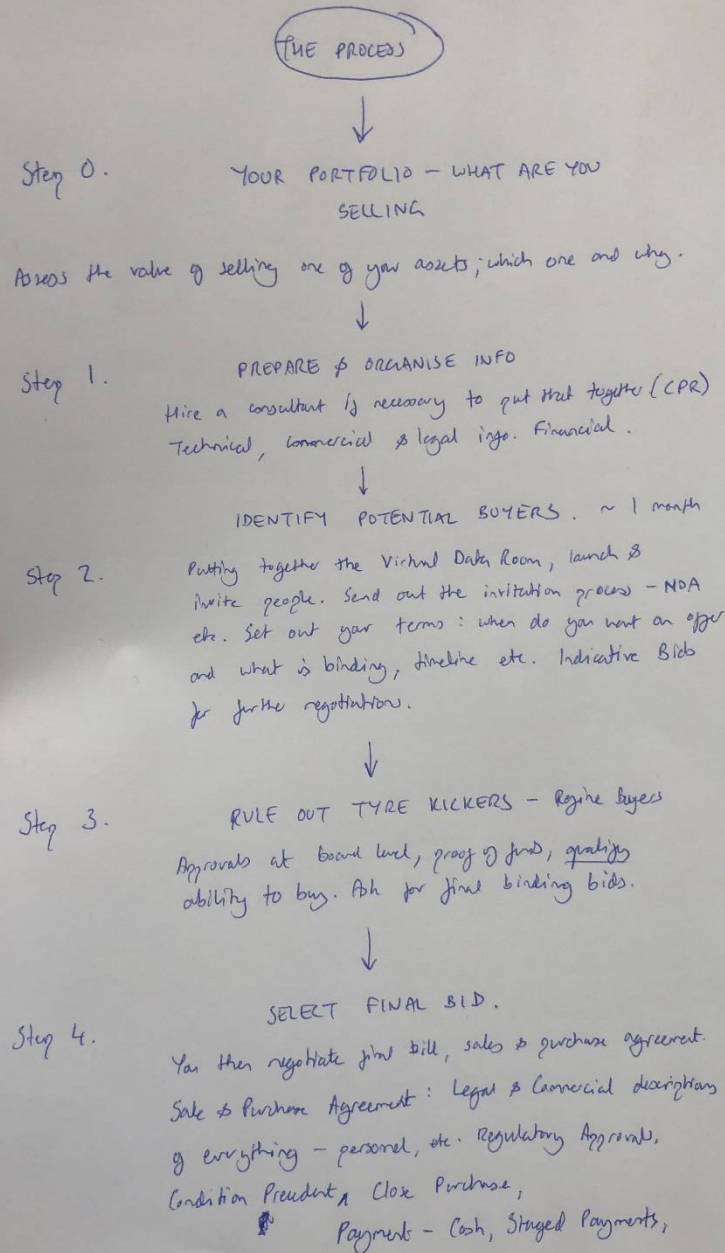 THE PROCESS
Step 0.
YOUR PORTFOLIO - WHAT ARE YOU
SELLING
Assess the value of selling one of your assets; which one and why.
Step 1.
PREPARE & ORGANISE INFO
Hire a consultant if necessary to put that together (CPR)
Technical, commercial & legal info. Financial.
IDENTIFY POTENTIAL BUYERS. ~ 1 month
Step 2.
Putting together the Virtual Data Room, launch &
invite people. Send out the invitation process - NDA
etc. Set out your terms: when do you want an offer
and what is binding, timeline etc. Indicative Bids
for further negotiation.
Step 3.
RULE OUT TYRE KICKERS - Refine Buyers
Approvals at board level, proof of funds, qualify
ability to buy. Ask for final binding bids.
SELECT FINAL BID.
Step 4.
You then negotiate final bill, sales & purchase agreement.
Sale & Purchase Agreement: Legal & Commercial descriptions
of everything - personel, etc. Regulatory Approvals,
Condition Precedent, Close Purchase,
Payment - Cash, Staged Payments,